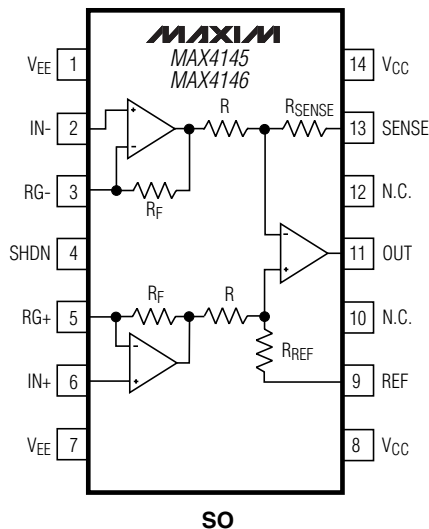 MAXIM
MAX4145
MAX4146
VEE 1
14 VCC
IN- 2
+
-
R
RSENSE
13 SENSE
RG- 3
RF
12 N.C.
SHDN 4
-
+
11 OUT
RG+ 5
RF
R
10 N.C.
-
+
IN+ 6
RREF
9 REF
VEE 7
8 VCC
SO